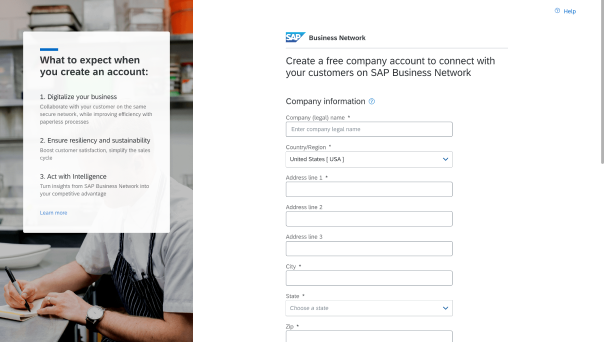 What to expect when
you create an account:
1. Digitalize your business
Collaborate with your customer on the same
secure network, while improving efficiency with
paperless processes
2. Ensure resiliency and sustainability
Boost customer satisfaction, simplify the sales
cycle
3. Act with Intelligence
Turn insights from SAP Business Network into
your competitive advantage
Learn more
Help
SAP Business Network
Create a free company account to connect with
your customers on SAP Business Network
Company information
Company (legal) name *
Enter company legal name
Country/Region *
United States [ USA ]
Address line 1 *
Address line 2
Address line 3
City *
State *
Choose a state
Zip *